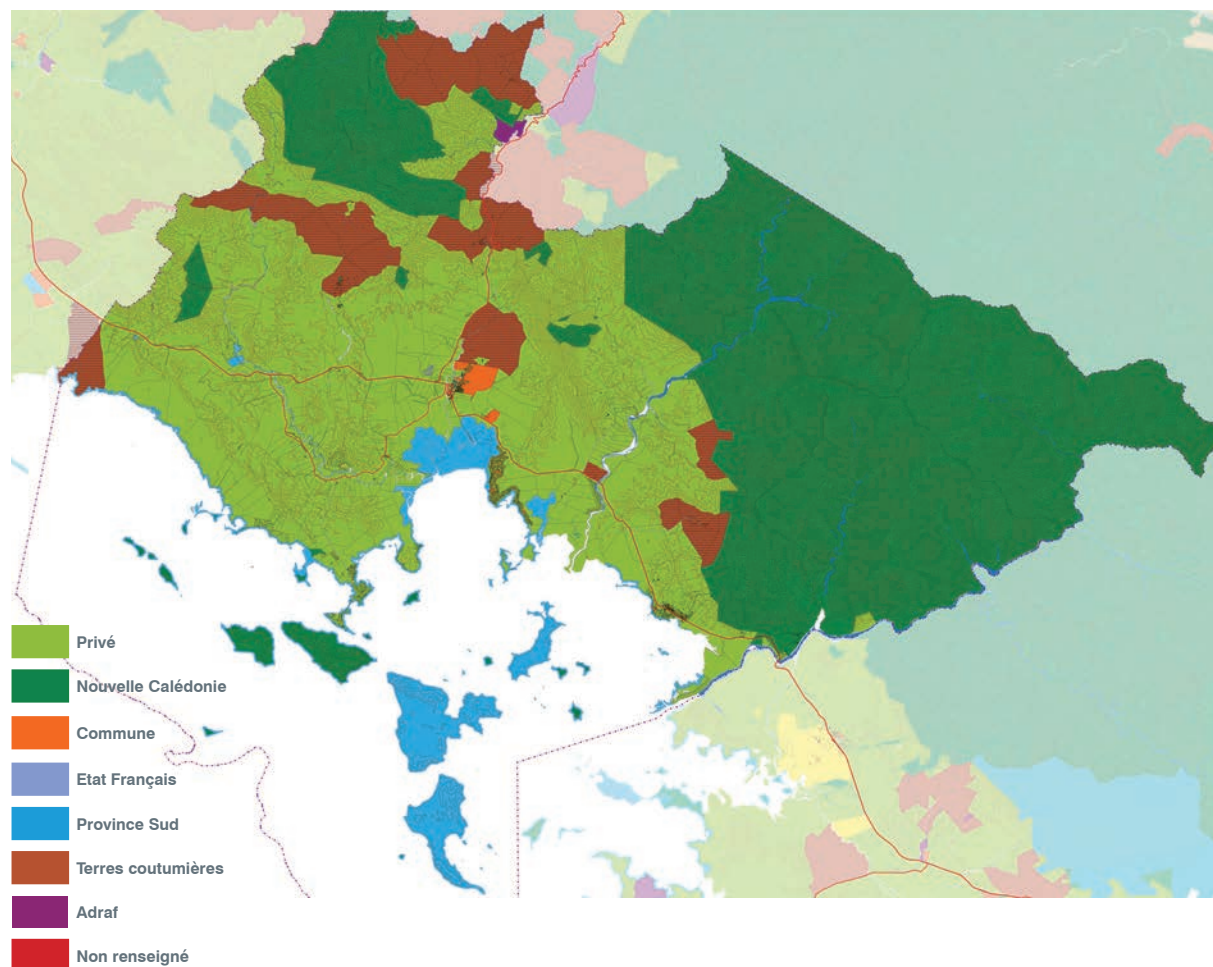 Privé
Nouvelle Calédonie
Commune
Etat Français
Province Sud
Terres coutumières
Adraf
Non renseigné